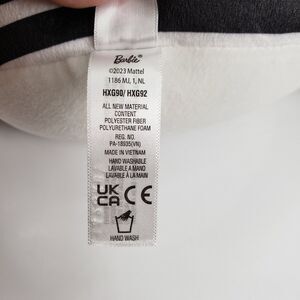 Barbie
©2023 Mattel
1186 MJ, 1, NL
HXG90/ HXG92
ALL NEW MATERIAL
CONTENT
POLYESTER FIBER
POLYURETHANE FOAM
REG. NO.
PA-18935(VN)
MADE IN VIETNAM
HAND WASHABLE
LAVABLE À MANO
LAVABLE À LA MAIN
UK
CA CE
HAND WASH